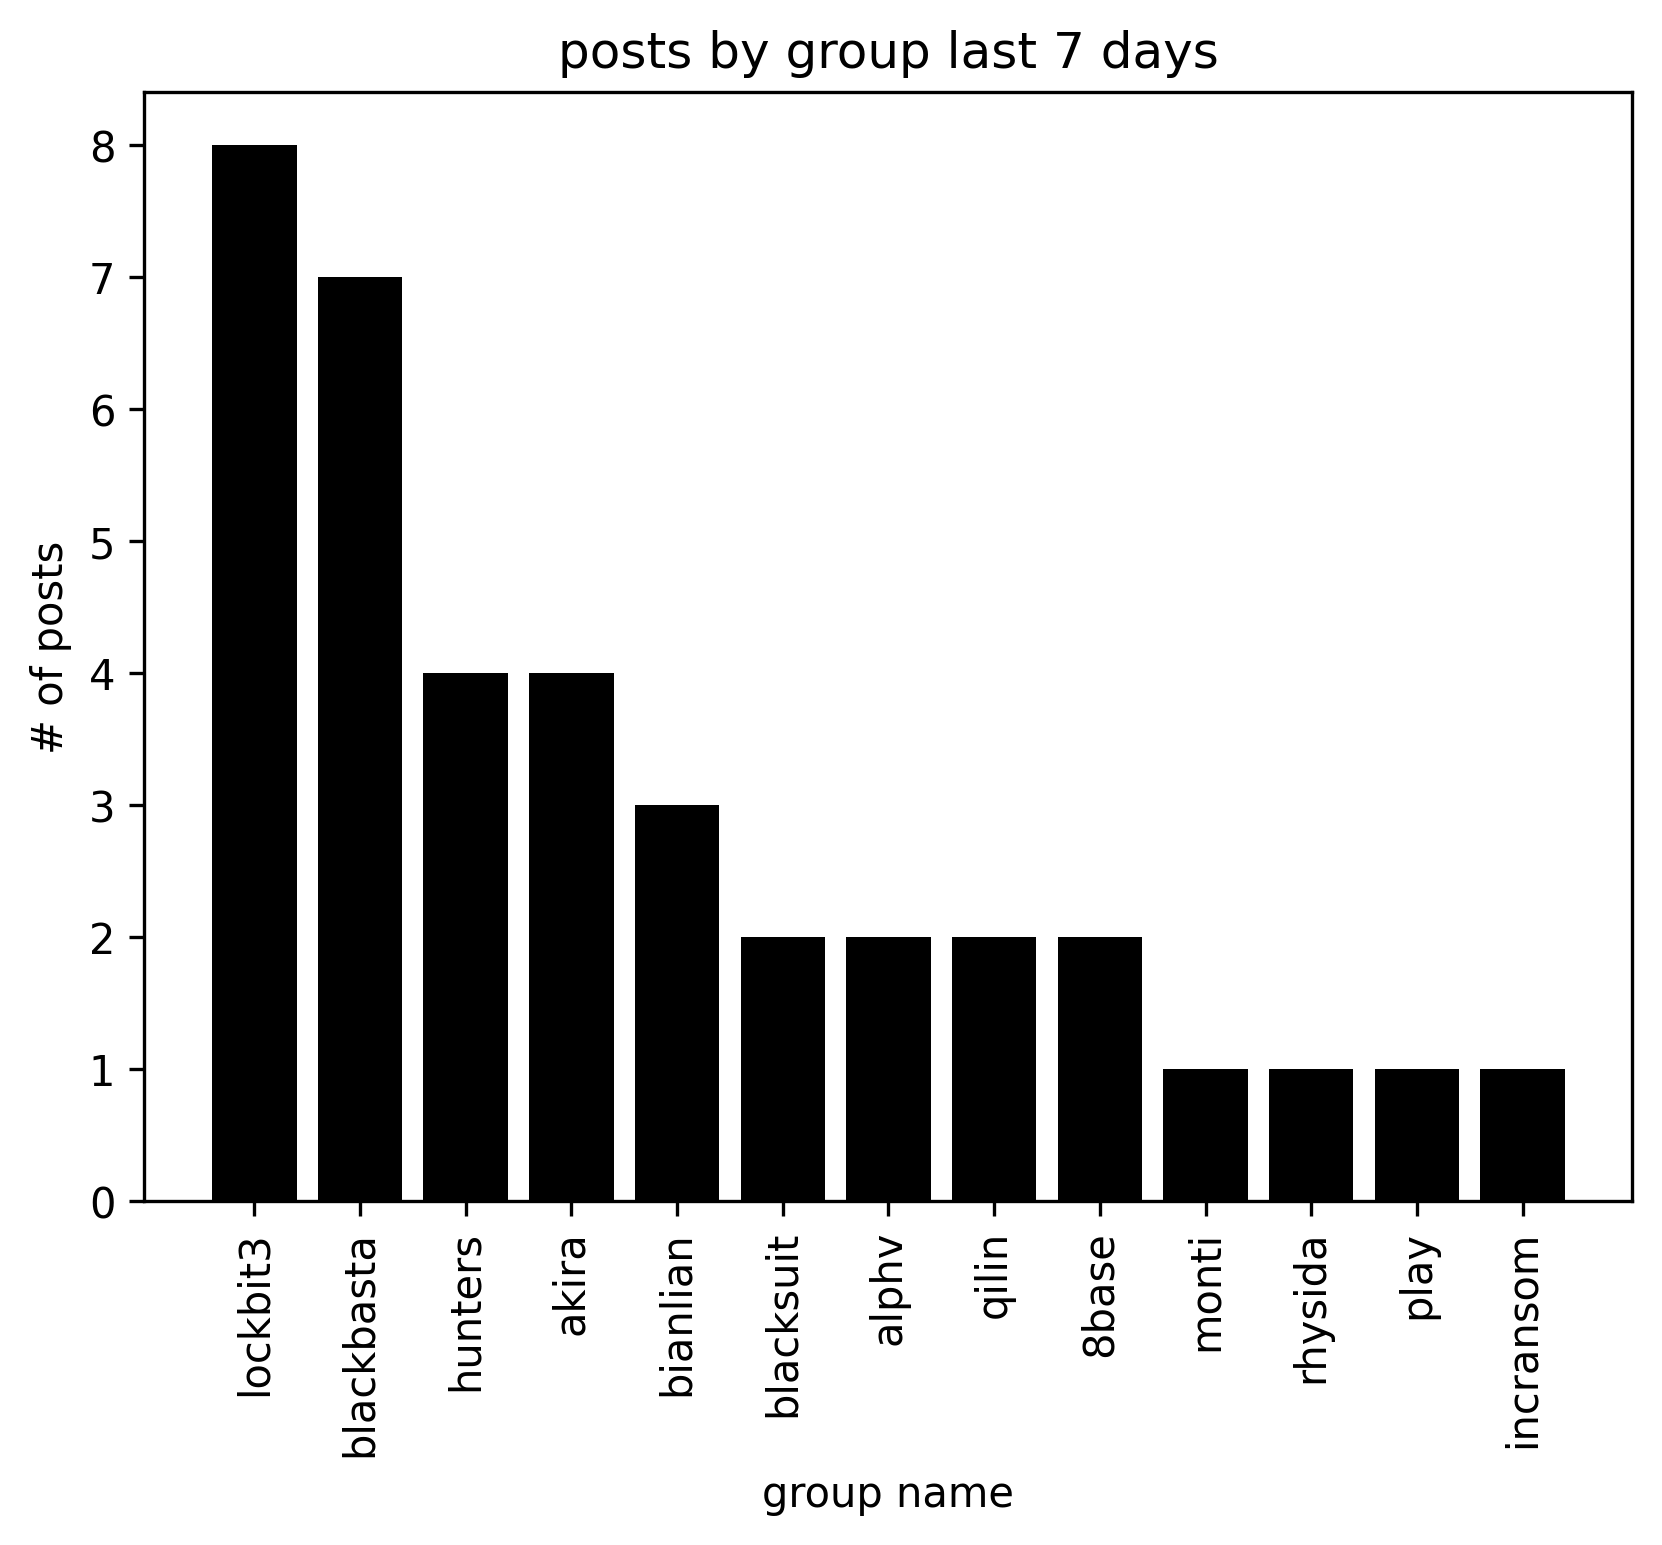 posts by group last 7 days
8
7
6
5
4
3
2
1
0
# of posts
lockbit3
blackbasta
hunters
akira
bianlian
blacksuit
alphv
qilin
8base
monti
rhysida
play
incransom
group name